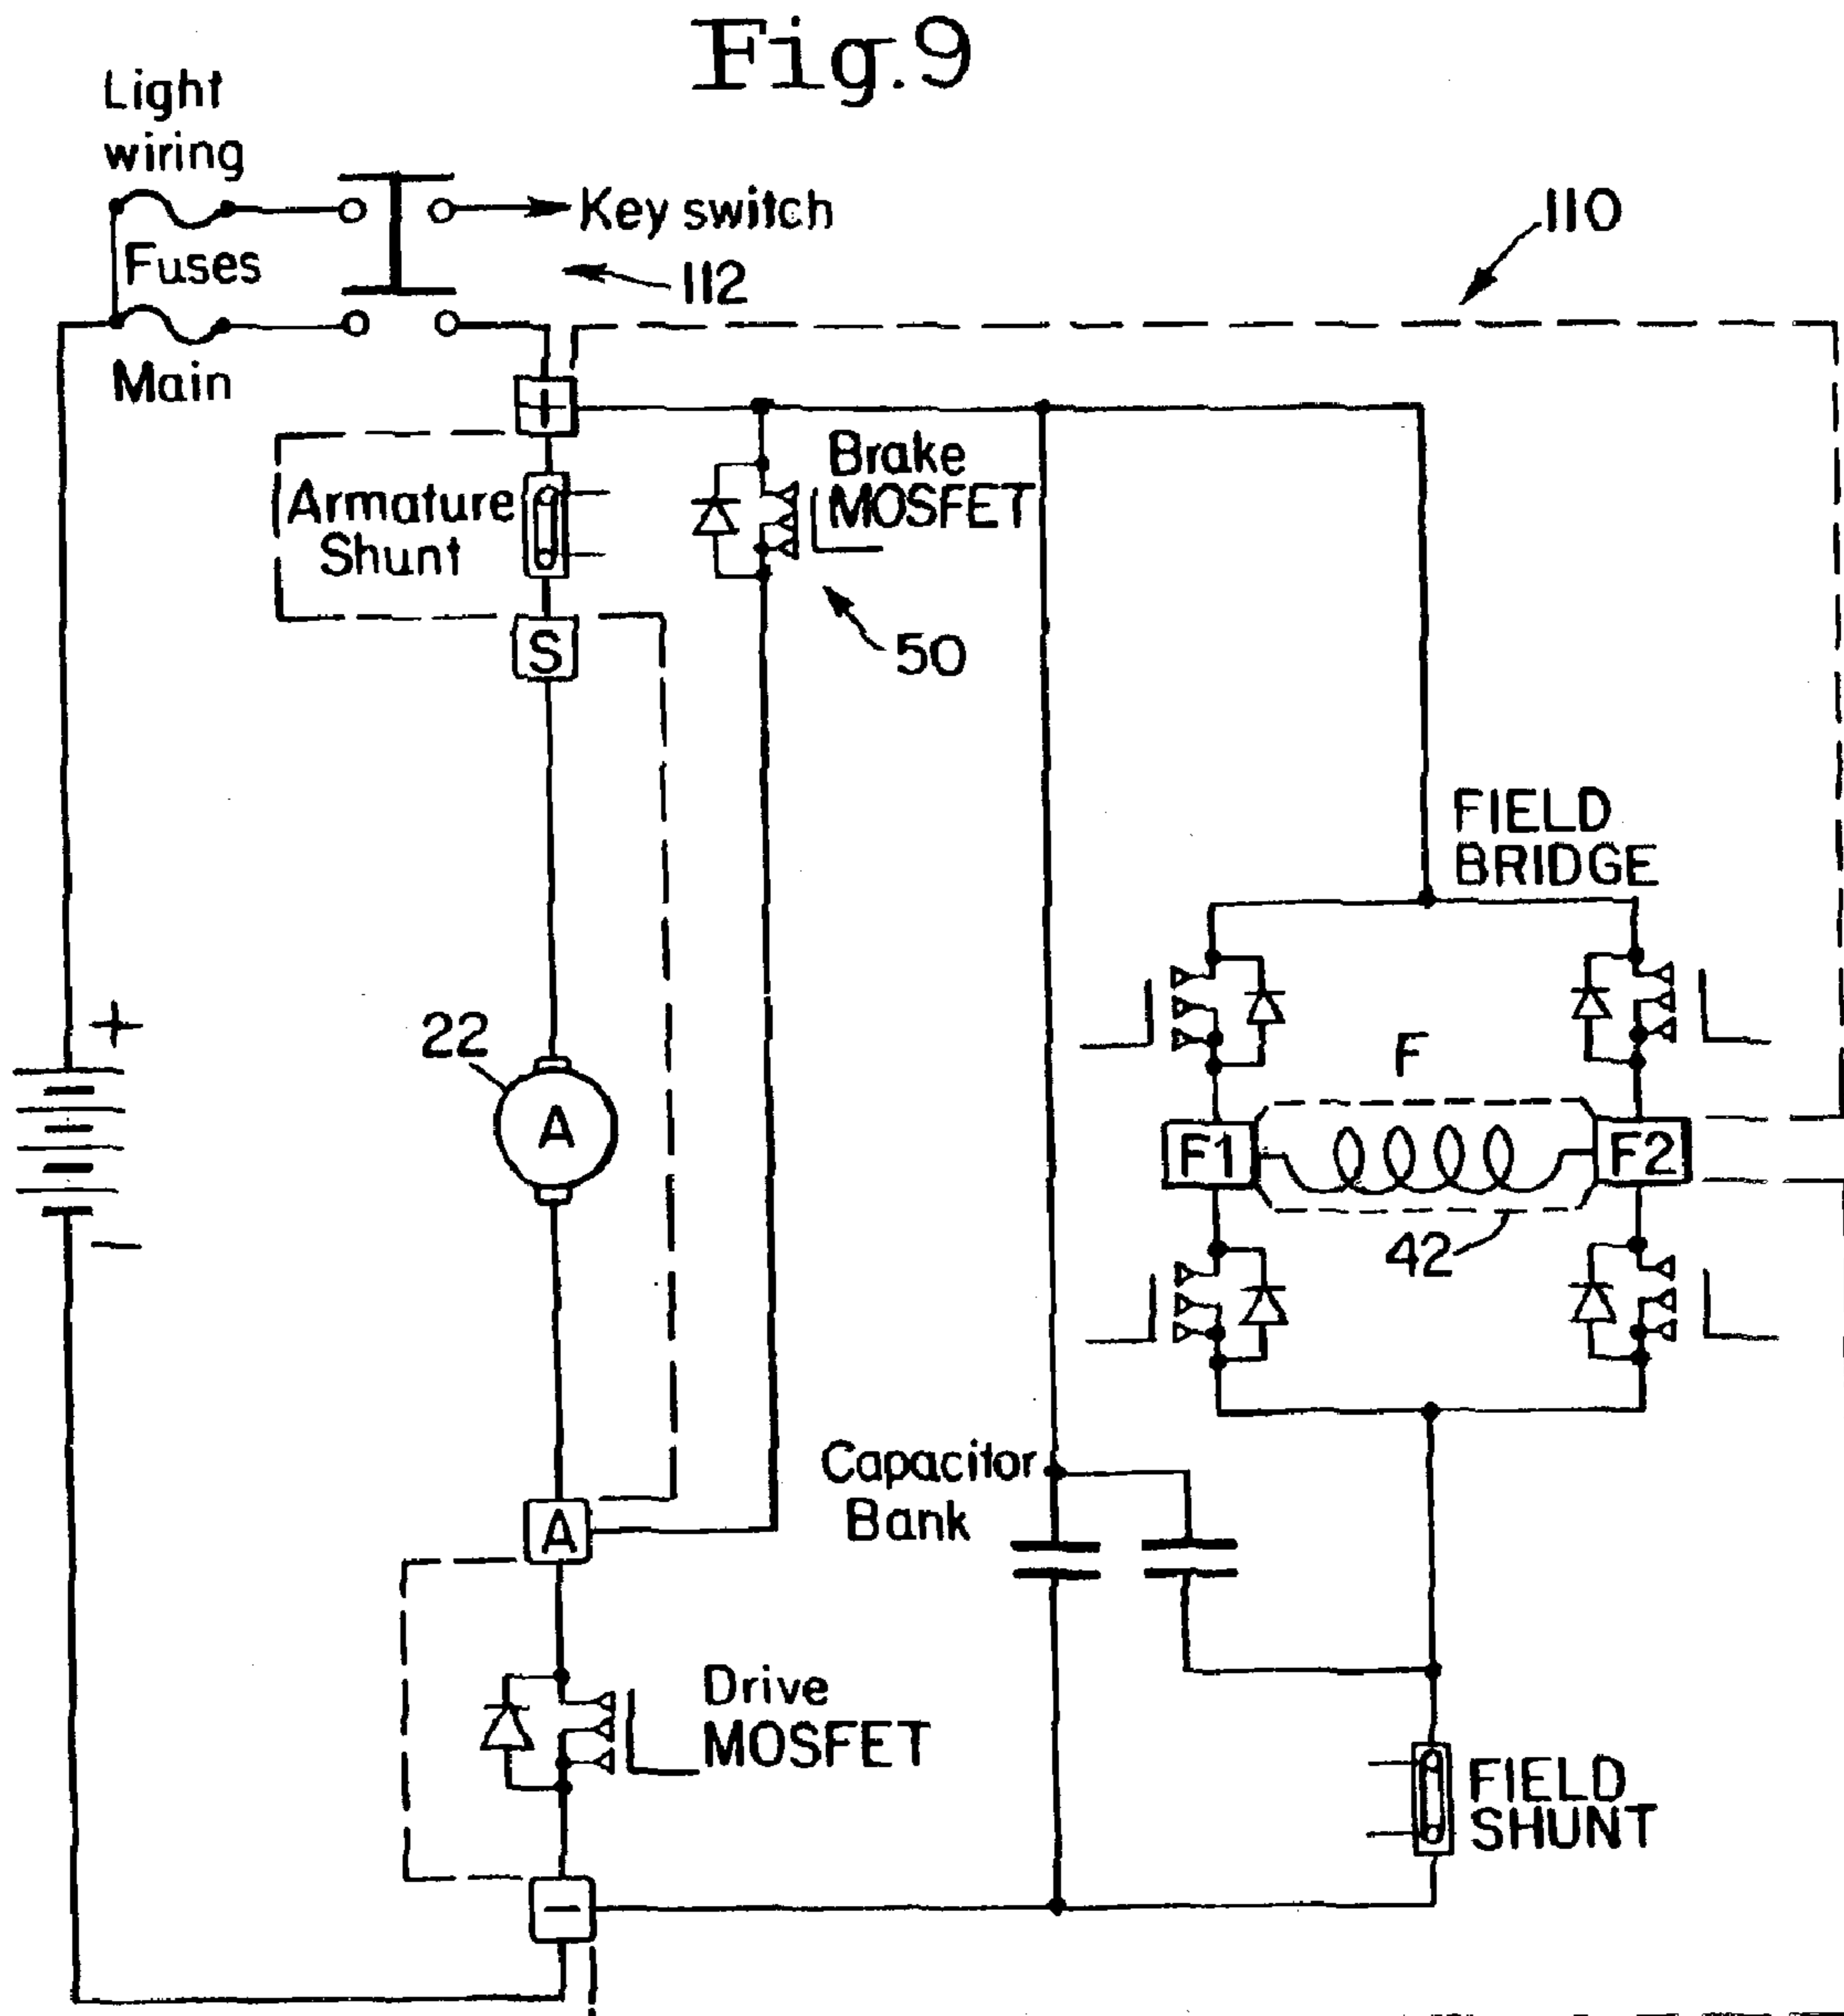 Fig.9
Light
wiring
Key switch
110
Fuses
112
Main
+
Brake
MOSFET
Armature
Shunt
S
50
FIELD
BRIDGE
+
22
F
A
F1
F2
42
−
Capacitor
Bank
A
Drive
MOSFET
FIELD
SHUNT
−